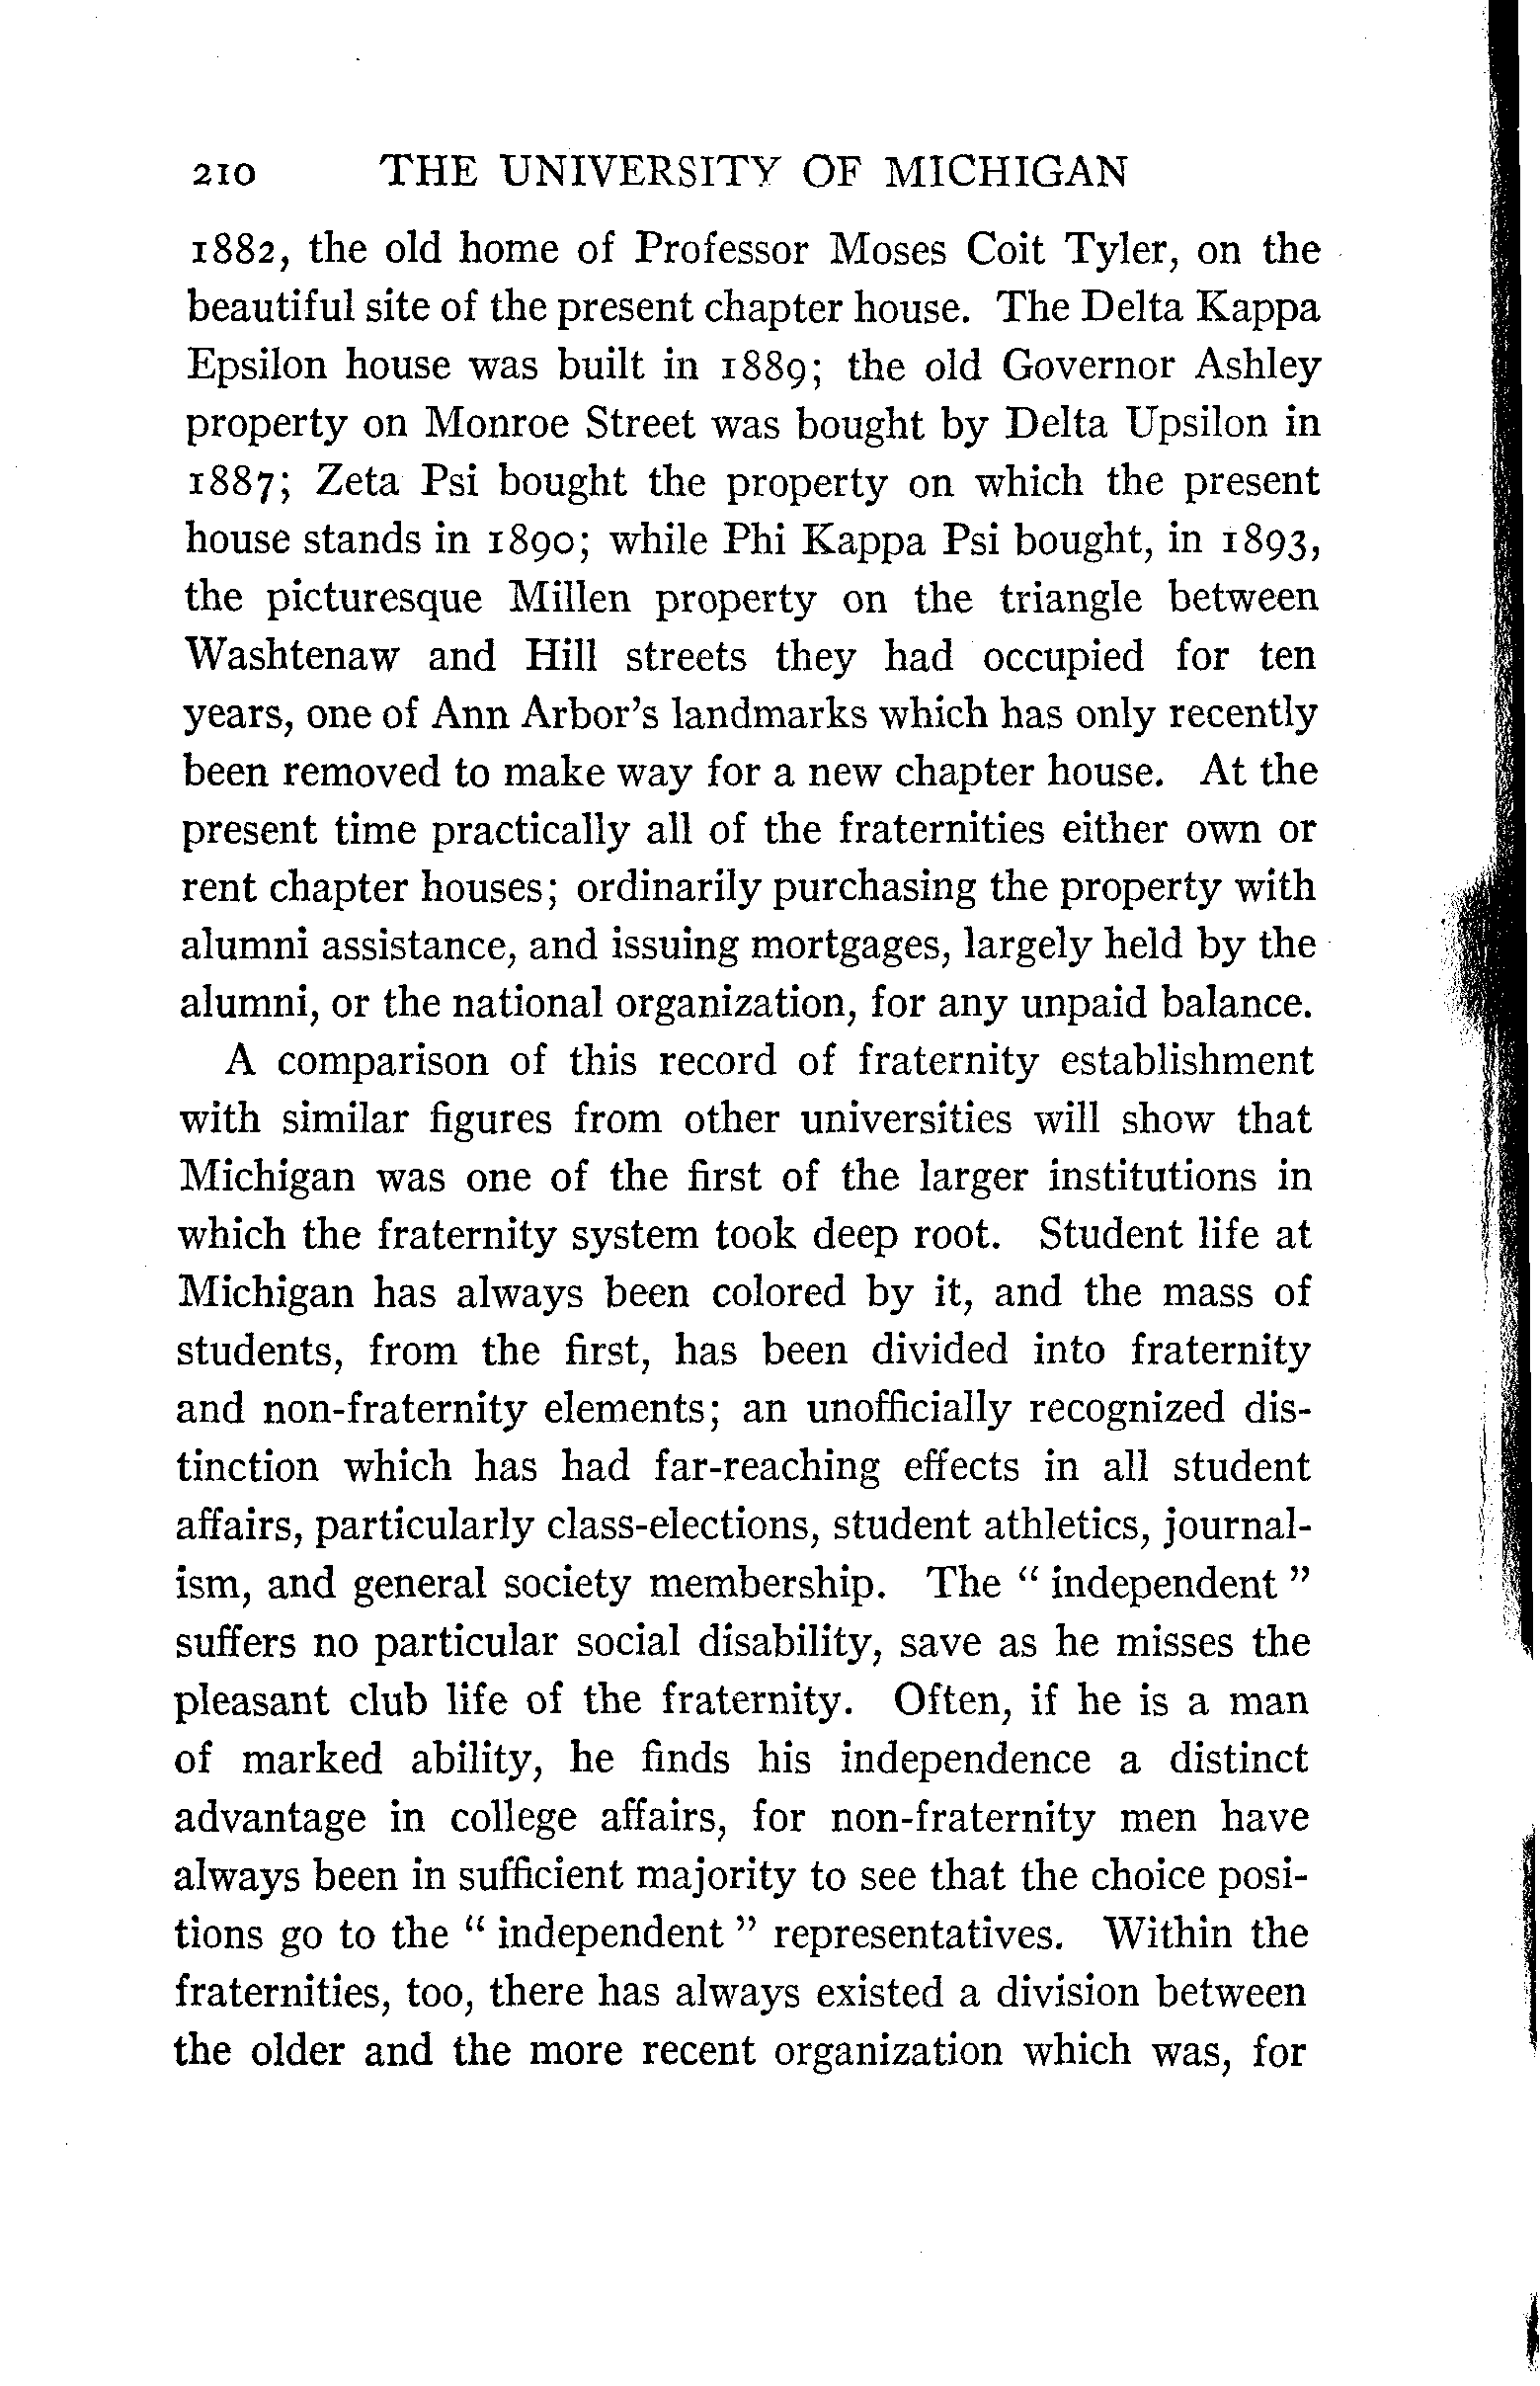 210 THE UNIVERSITY OF MICHIGAN
1882, the old home of Professor Moses Coit Tyler, on the
beautiful site of the present chapter house. The Delta Kappa
Epsilon house was built in 1889; the old Governor Ashley
property on Monroe Street was bought by Delta Upsilon in
1887; Zeta Psi bought the property on which the present
house stands in 1890; while Phi Kappa Psi bought, in 1893,
the picturesque Millen property on the triangle between
Washtenaw and Hill streets they had occupied for ten
years, one of Ann Arbor's landmarks which has only recently
been removed to make way for a new chapter house. At the
present time practically all of the fraternities either own or
rent chapter houses; ordinarily purchasing the property with
alumni assistance, and issuing mortgages, largely held by the
alumni, or the national organization, for any unpaid balance.
A comparison of this record of fraternity establishment
with similar figures from other universities will show that
Michigan was one of the first of the larger institutions in
which the fraternity system took deep root. Student life at
Michigan has always been colored by it, and the mass of
students, from the first, has been divided into fraternity
and non-fraternity elements; an unofficially recognized dis-
tinction which has had far-reaching effects in all student
affairs, particularly class-elections, student athletics, journal-
ism, and general society membership. The " independent "
suffers no particular social disability, save as he misses the
pleasant club life of the fraternity. Often, if he is a man
of marked ability, he finds his independence a distinct
advantage in college affairs, for non-fraternity men have
always been in sufficient majority to see that the choice posi-
tions go to the " independent " representatives. Within the
fraternities, too, there has always existed a division between
the older and the more recent organization which was, for